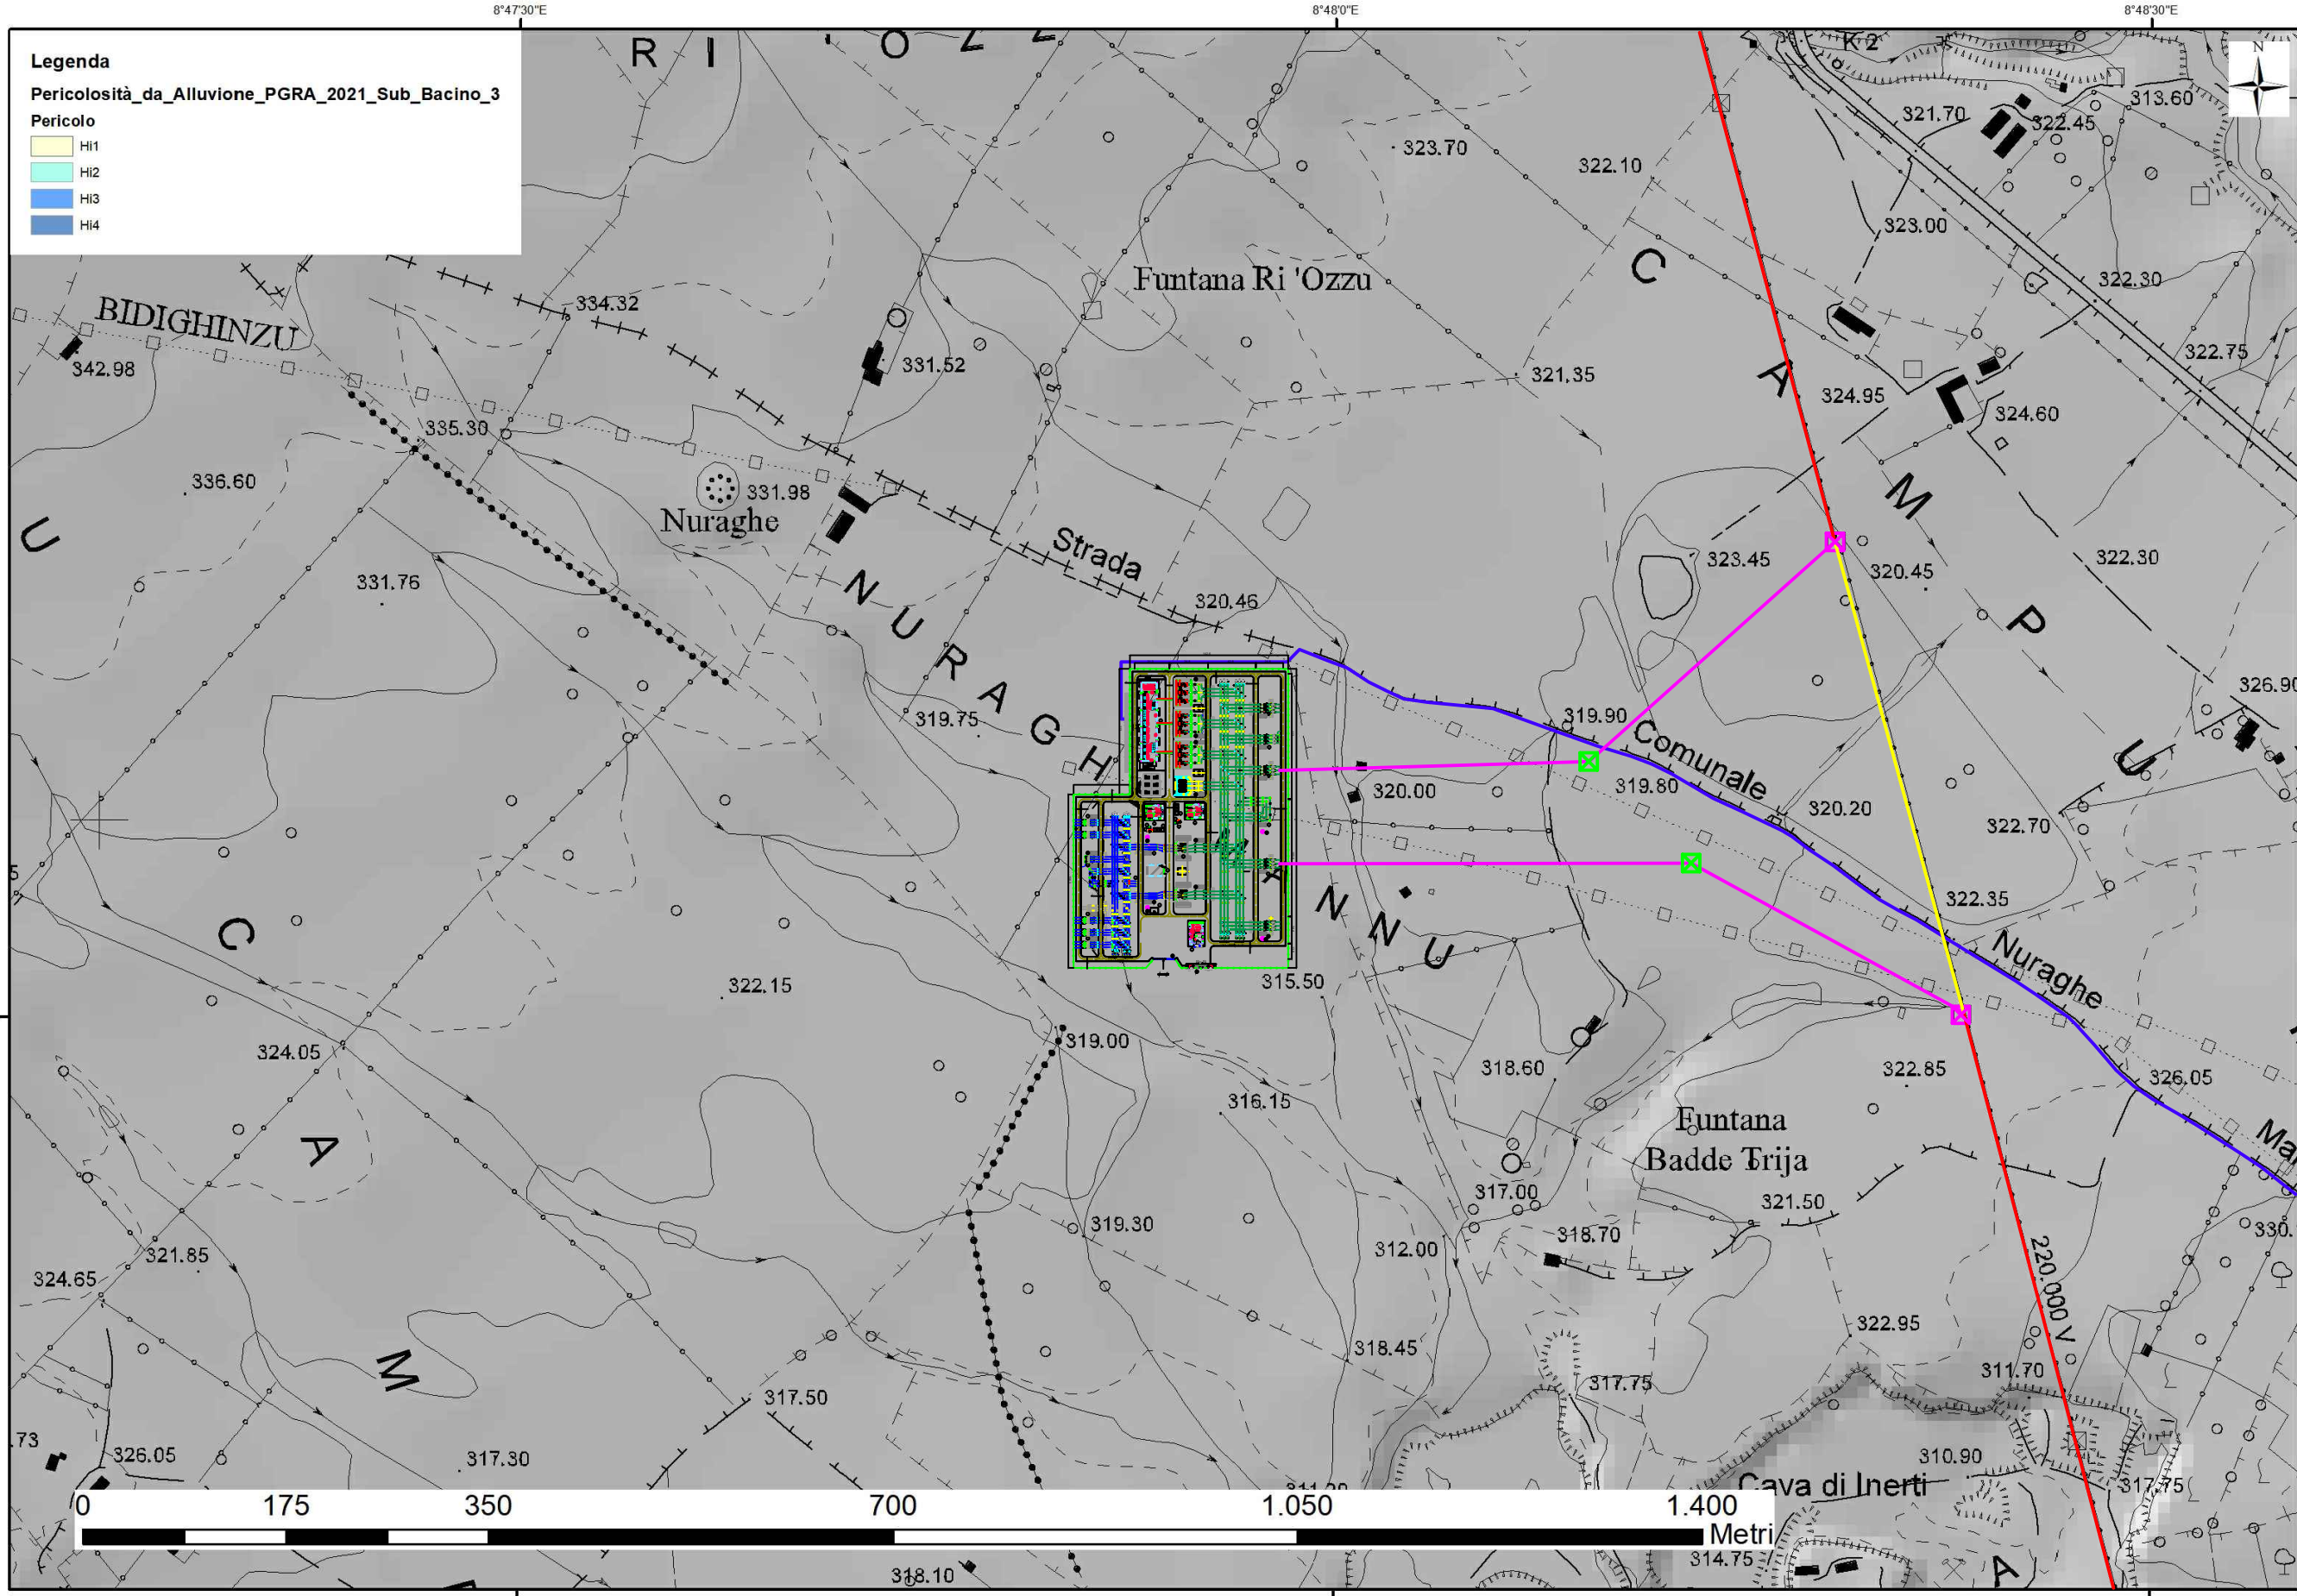 8°47'30"E
8°48'0"E
8°48'30"E
Legenda
Pericolosità_da_Alluvione_PGRA_2021_Sub_Bacino_3
Pericolo
Hi1
Hi2
Hi3
Hi4
N
R I 'O Z Z
K 2
313.60
321.70
322.45
323.70
322.10
323.00
322.30
322.75
Funtana Ri 'Ozzu
334.32
BIDIGHINZU
342.98
331.52
321.35
324.95
324.60
335.30
336.60
331.98
Nuraghe
Strada
323.45
320.45
322.30
331.76
320.46
326.90
319.75
319.90
Comunale
319.80
320.00
320.20
322.70
322.35
Nuraghe
N U R A G H
A N N U
C A M P U
U
C A M
315.50
322.15
319.00
324.05
318.60
322.85
326.05
316.15
Funtana
Badde Trija
Mar
317.00
321.50
319.30
318.70
312.00
330.
321.85
324.65
220.000 V
322.95
318.45
311.70
317.75
317.50
.73
326.05
317.30
310.90
317.75
Cava di Inerti
0 175 350 700 1.050 1.400
Metri
314.75
318.10
A